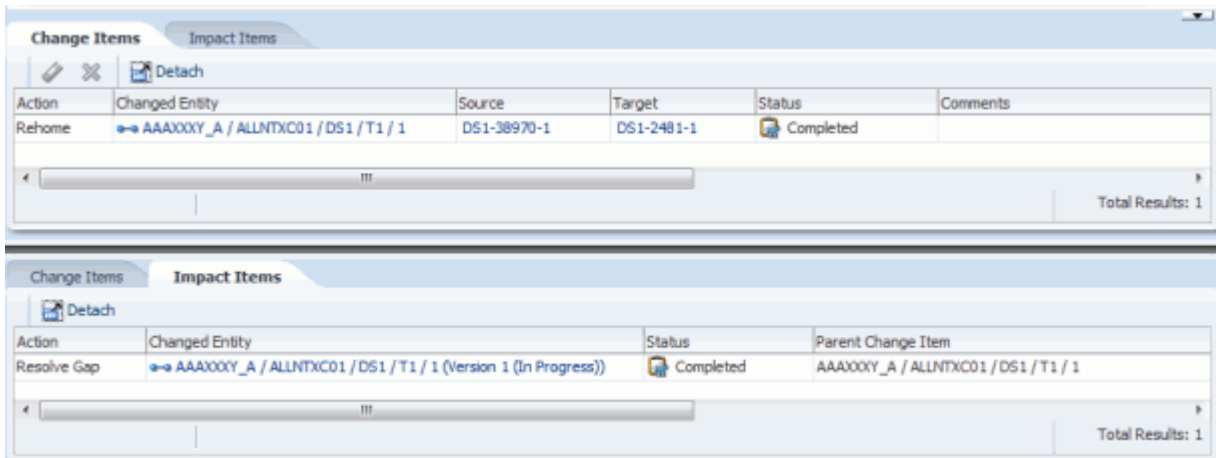 Change Items Impact Items
Detach
Action Changed Entity Source Target Status Comments
Rehome AAAXXXY_A / ALLNTXC01 / DS1 / T1 / 1 DS1-38970-1 DS1-2481-1 Completed
Total Results: 1
Change Items Impact Items
Detach
Action Changed Entity Status Parent Change Item
Resolve Gap AAAXXXY_A / ALLNTXC01 / DS1 / T1 / 1 (Version 1 (In Progress)) Completed AAAXXXY_A / ALLNTXC01 / DS1 / T1 / 1
Total Results: 1